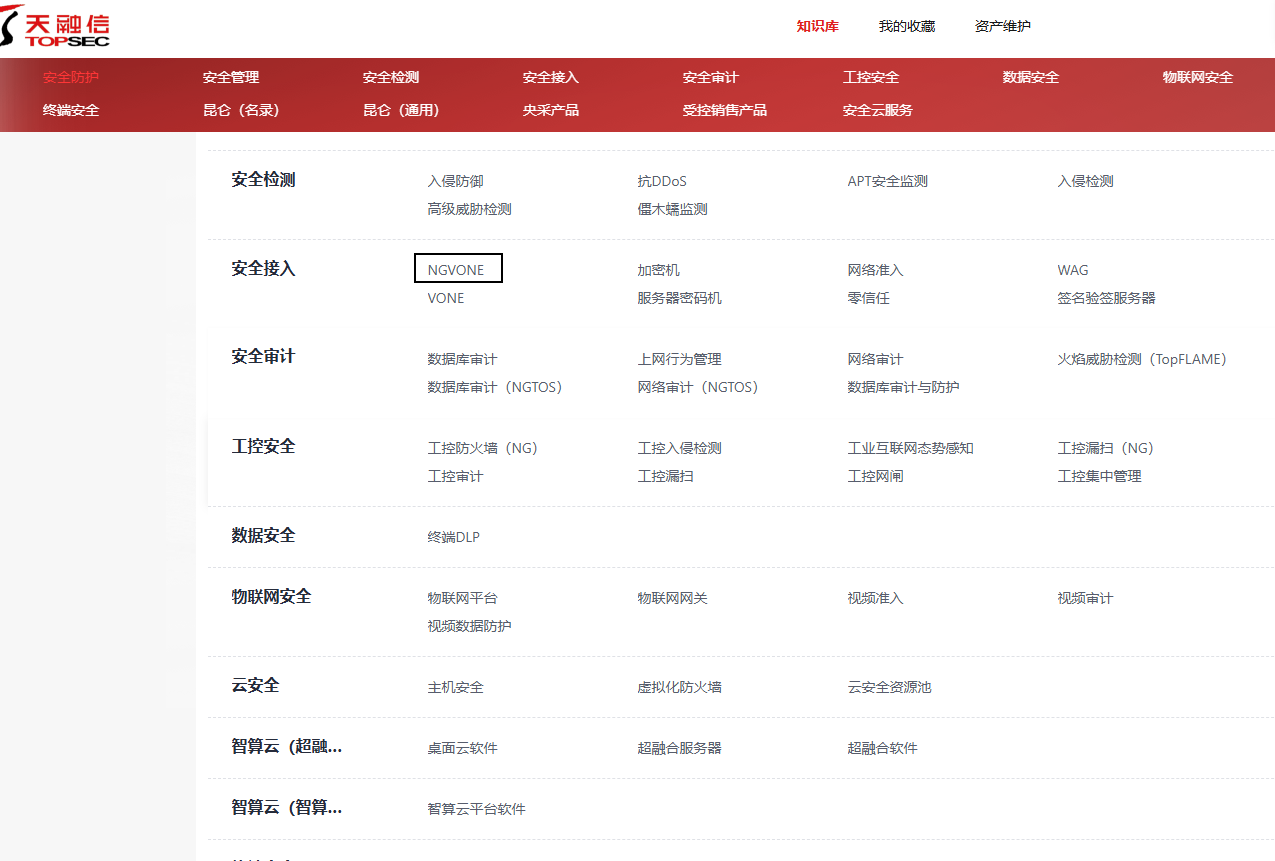 天融信
TOPSEC
知识库 我的收藏 资产维护
安全防护 安全管理 安全检测 安全接入 安全审计 工控安全 数据安全 物联网安全
终端安全 昆仑（名录） 昆仑（通用） 央采产品 受控销售产品 安全云服务
安全检测 入侵防御 抗DDoS APT安全监测 入侵检测
高级威胁检测 僵木蠕监测
安全接入 NGVONE 加密机 网络准入 WAG
VONE 服务器密码机 零信任 签名验签服务器
安全审计 数据库审计 上网行为管理 网络审计 火焰威胁检测（TopFLAME）
数据库审计（NGTOS） 网络审计（NGTOS） 数据库审计与防护
工控安全 工控防火墙（NG） 工控入侵检测 工业互联网态势感知 工控漏扫（NG）
工控审计 工控漏扫 工控网闸 工控集中管理
数据安全 终端DLP
物联网安全 物联网平台 物联网网关 视频准入 视频审计
视频数据防护
云安全 主机安全 虚拟化防火墙 云安全资源池
智算云（超融... 桌面云软件 超融合服务器 超融合软件
智算云（智算... 智算云平台软件